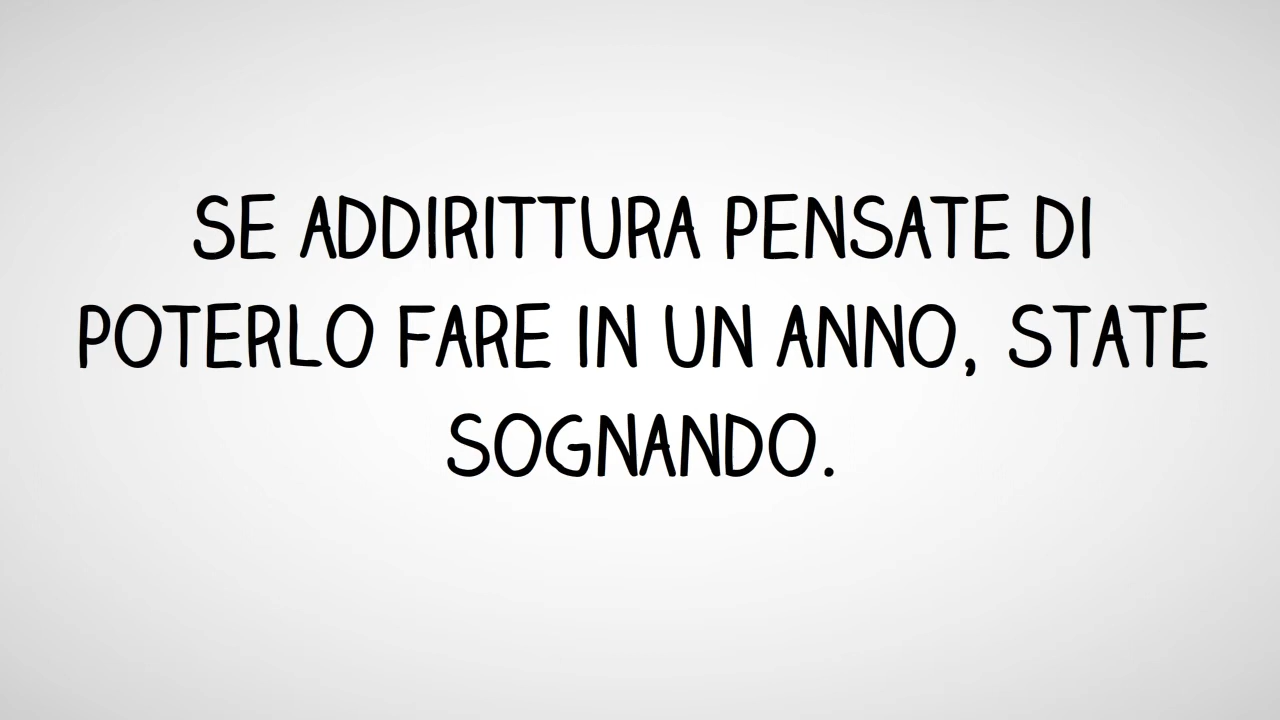 SE ADDIRITTURA PENSATE DI
POTERLO FARE IN UN ANNO, STATE
SOGNANDO.